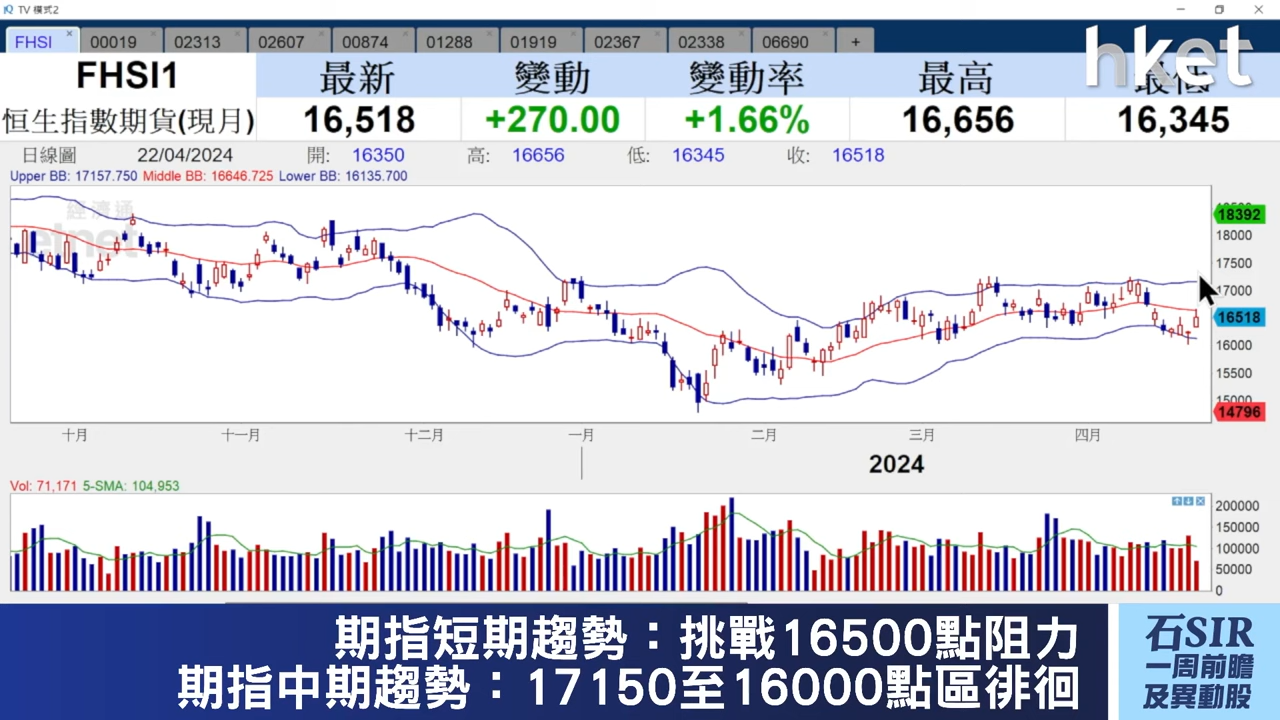 TV 模式2
FHSI 00019 02313 02607 00874 01288 01919 02367 02338 06690 +
hket
FHSI1 最新 變動 變動率 最高 最低
恒生指數期貨(現月) 16,518 +270.00 +1.66% 16,656 16,345
日線圖 22/04/2024 開: 16350 高: 16656 低: 16345 收: 16518
Upper BB: 17157.750 Middle BB: 16646.725 Lower BB: 16135.700
經濟通
etnet
18392
18000
17500
17000
16518
16000
15500
15000
14796
十月 十一月 十二月 一月 二月 三月 四月
2024
Vol: 71,171 5-SMA: 104,953
200000
150000
100000
50000
0
期指短期趨勢：挑戰16500點阻力
期指中期趨勢：17150至16000點區徘徊
石SIR
一周前瞻
及異動股